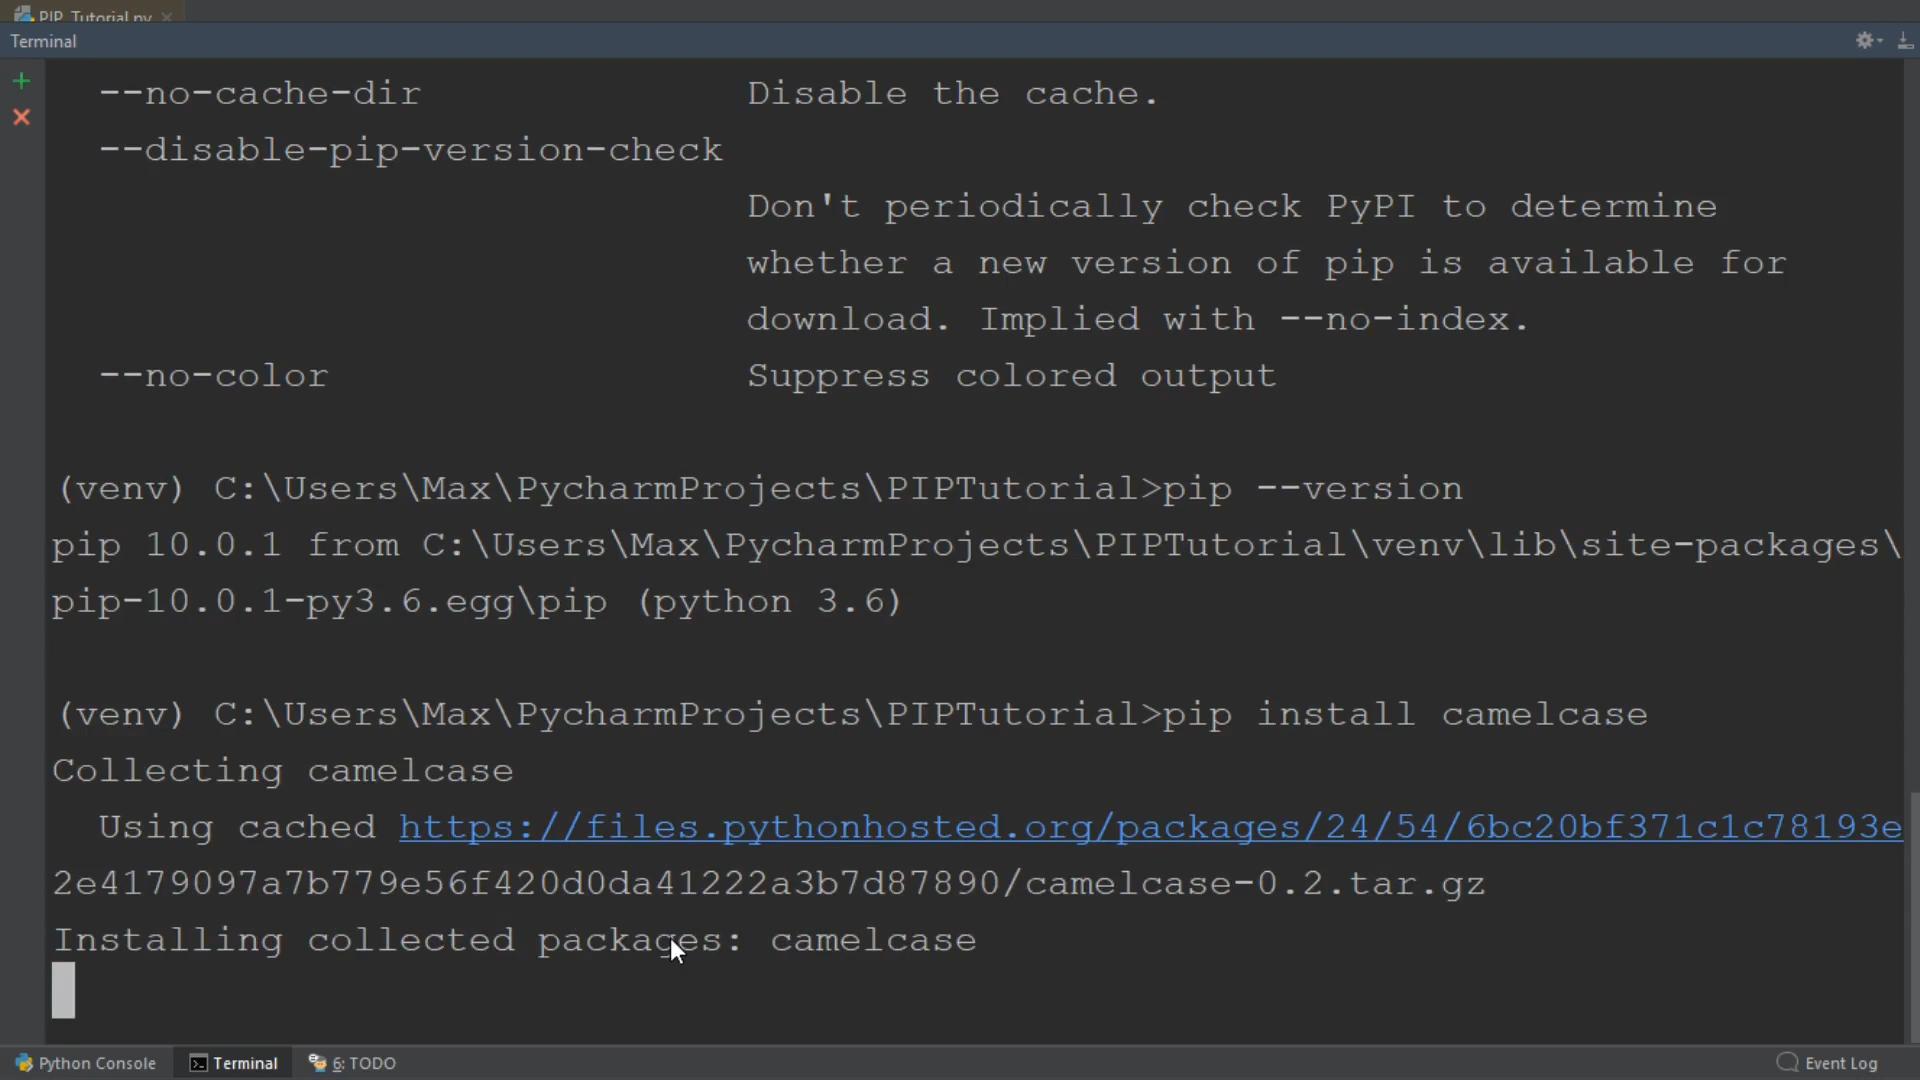 PIP_Tutorial.py
Terminal
--no-cache-dir Disable the cache.
--disable-pip-version-check
Don't periodically check PyPI to determine
whether a new version of pip is available for
download. Implied with --no-index.
--no-color Suppress colored output
(venv) C:\Users\Max\PycharmProjects\PIPTutorial>pip --version
pip 10.0.1 from C:\Users\Max\PycharmProjects\PIPTutorial\venv\lib\site-packages\
pip-10.0.1-py3.6.egg\pip (python 3.6)
(venv) C:\Users\Max\PycharmProjects\PIPTutorial>pip install camelcase
Collecting camelcase
Using cached https://files.pythonhosted.org/packages/24/54/6bc20bf371c1c78193e
2e4179097a7b779e56f420d0da41222a3b7d87890/camelcase-0.2.tar.gz
Installing collected packages: camelcase
Python Console Terminal 6: TODO Event Log